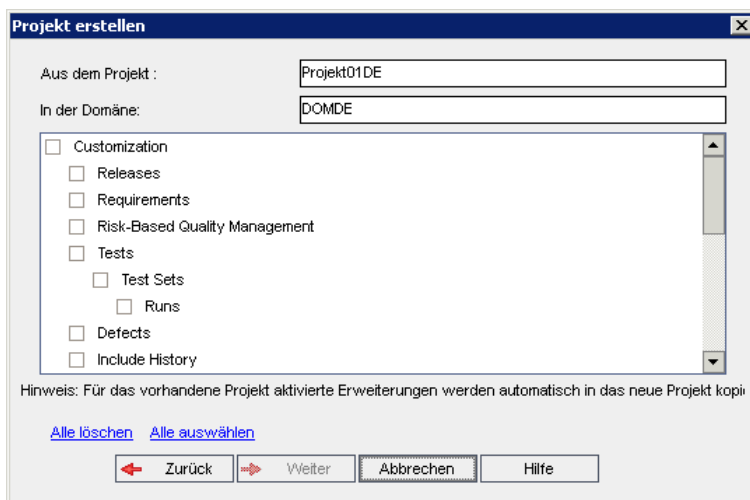 Projekt erstellen
Aus dem Projekt :
Projekt01DE
In der Domäne:
DOMDE
Customization
Releases
Requirements
Risk-Based Quality Management
Tests
Test Sets
Runs
Defects
Include History
Hinweis: Für das vorhandene Projekt aktivierte Erweiterungen werden automatisch in das neue Projekt kopie
Alle löschen Alle auswählen
Zurück Weiter Abbrechen Hilfe